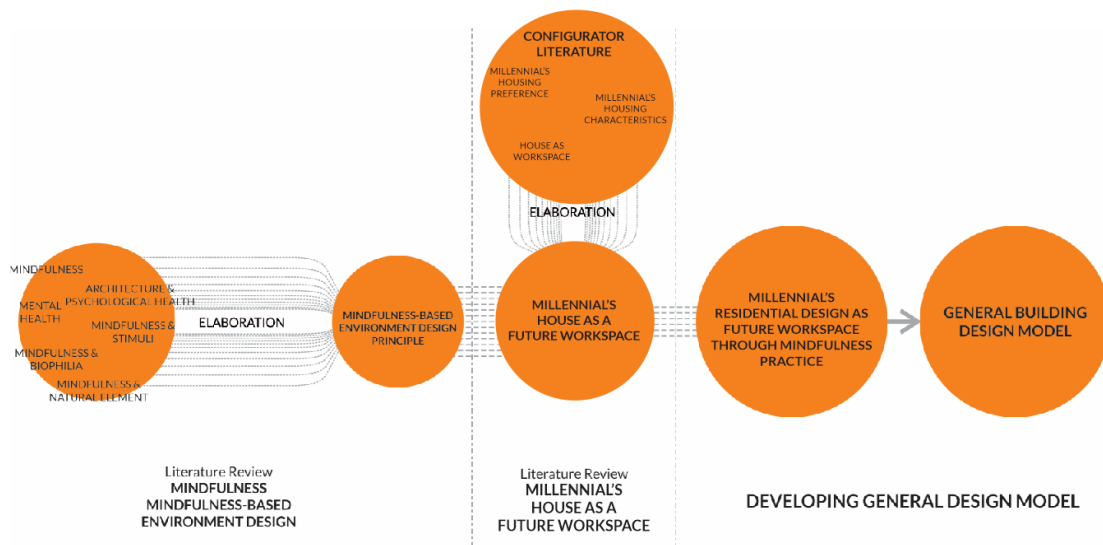 CONFIGURATOR
LITERATURE
MILLENNIAL'S
HOUSING
PREFERENCE
MILLENNIAL'S
HOUSING
CHARACTERISTICS
HOUSE AS
WORKSPACE
ELABORATION
MINDFULNESS
ARCHITECTURE &
PSYCHOLOGICAL HEALTH
MENTAL
HEALTH
MINDFULNESS &
STIMULI
MINDFULNESS &
BIOPHILIA
MINDFULNESS &
NATURAL ELEMENT
ELABORATION
MINDFULNESS-BASED
ENVIRONMENT DESIGN
PRINCIPLE
MILLENNIAL'S
HOUSE AS A
FUTURE WORKSPACE
MILLENNIAL'S
RESIDENTIAL DESIGN AS
FUTURE WORKSPACE
THROUGH MINDFULNESS
PRACTICE
GENERAL BUILDING
DESIGN MODEL
Literature Review
MINDFULNESS
MINDFULNESS-BASED
ENVIRONMENT DESIGN
Literature Review
MILLENNIAL'S
HOUSE AS A
FUTURE WORKSPACE
DEVELOPING GENERAL DESIGN MODEL